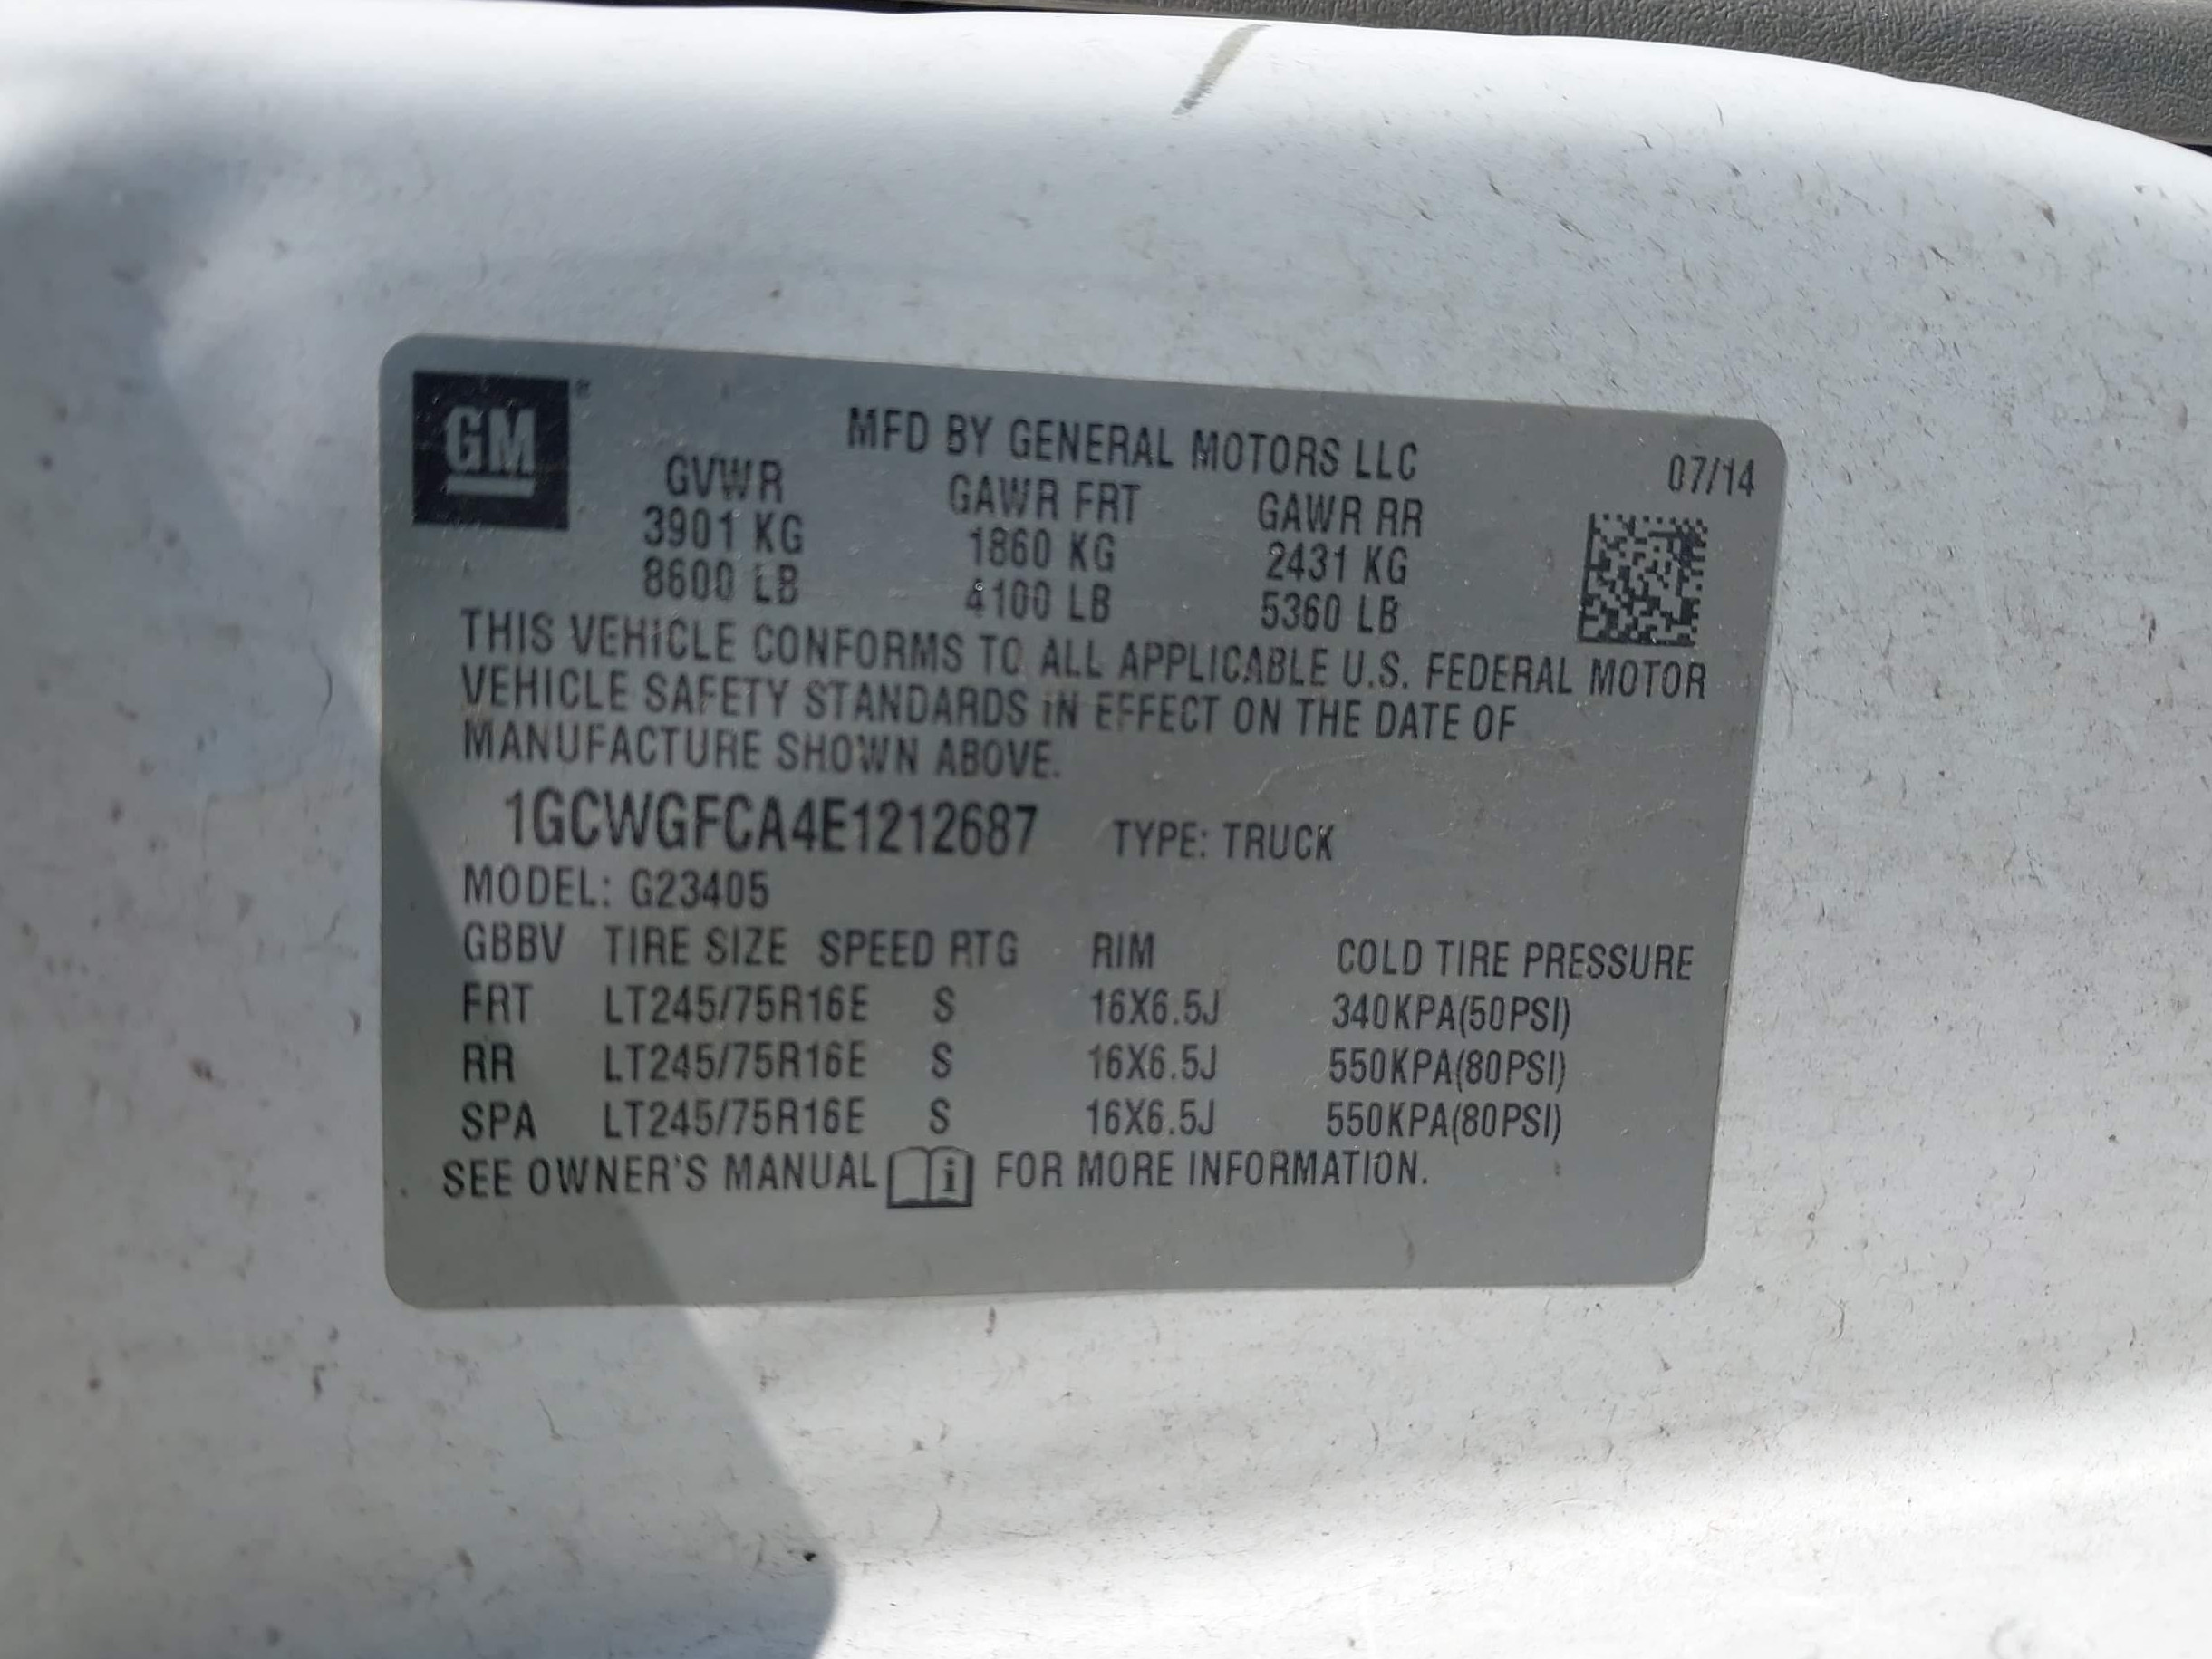 GM
MFD BY GENERAL MOTORS LLC
07/14
GVWR GAWR FRT GAWR RR
3901 KG 1860 KG 2431 KG
8600 LB 4100 LB 5360 LB
THIS VEHICLE CONFORMS TO ALL APPLICABLE U.S. FEDERAL MOTOR
VEHICLE SAFETY STANDARDS IN EFFECT ON THE DATE OF
MANUFACTURE SHOWN ABOVE.
1GCWGFCA4E1212687 TYPE: TRUCK
MODEL: G23405
GBBV TIRE SIZE SPEED RTG RIM COLD TIRE PRESSURE
FRT LT245/75R16E S 16X6.5J 340KPA(50PSI)
RR LT245/75R16E S 16X6.5J 550KPA(80PSI)
SPA LT245/75R16E S 16X6.5J 550KPA(80PSI)
SEE OWNER'S MANUAL i FOR MORE INFORMATION.